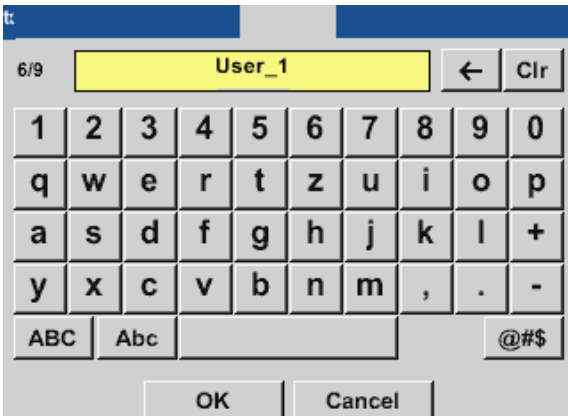 6/9 User_1 ← Clr
1 2 3 4 5 6 7 8 9 0
q w e r t z u i o p
a s d f g h j k l +
y x c v b n m , . -
ABC Abc @#$
OK Cancel